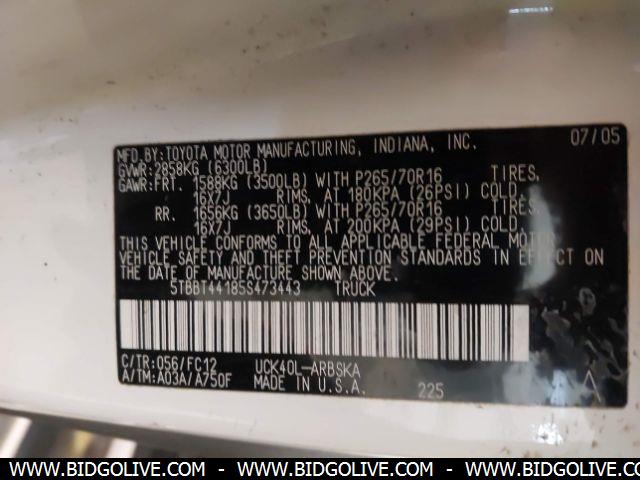 MFD.BY:TOYOTA MOTOR MANUFACTURING, INDIANA, INC. 07/05
GVWR:2858KG (6300LB)
GAWR:FRT. 1588KG (3500LB) WITH P265/70R16 TIRES,
16X7J RIMS, AT 180KPA (26PSI) COLD.
RR. 1656KG (3650LB) WITH P265/70R16 TIRES,
16X7J RIMS, AT 200KPA (29PSI) COLD.
THIS VEHICLE CONFORMS TO ALL APPLICABLE FEDERAL MOTOR
VEHICLE SAFETY AND THEFT PREVENTION STANDARDS IN EFFECT ON
THE DATE OF MANUFACTURE SHOWN ABOVE.
5TBBT44185S473443 TRUCK
C/TR:056/FC12 UCK40L-ARBSKA
A/TM:A03A/A750F MADE IN U.S.A. 225 A
WWW.BIDGOLIVE.COM - WWW.BIDGOLIVE.COM - WWW.BIDGOLIVE.COM